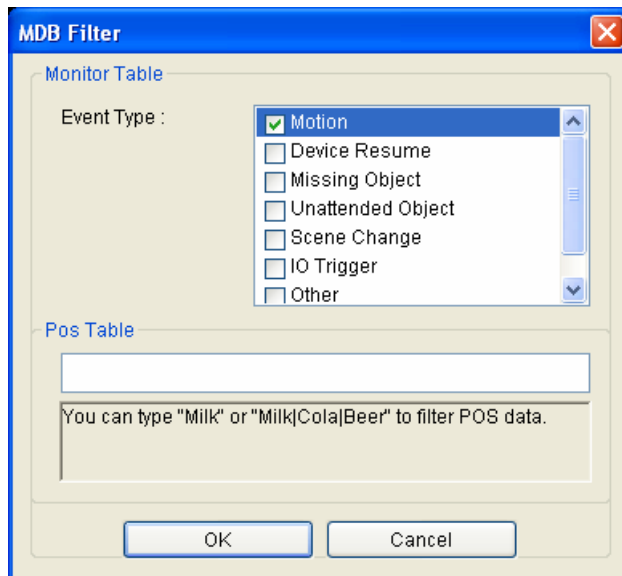 MDB Filter
Monitor Table
Event Type :
Motion
Device Resume
Missing Object
Unattended Object
Scene Change
IO Trigger
Other
Pos Table
You can type "Milk" or "Milk|Cola|Beer" to filter POS data.
OK
Cancel